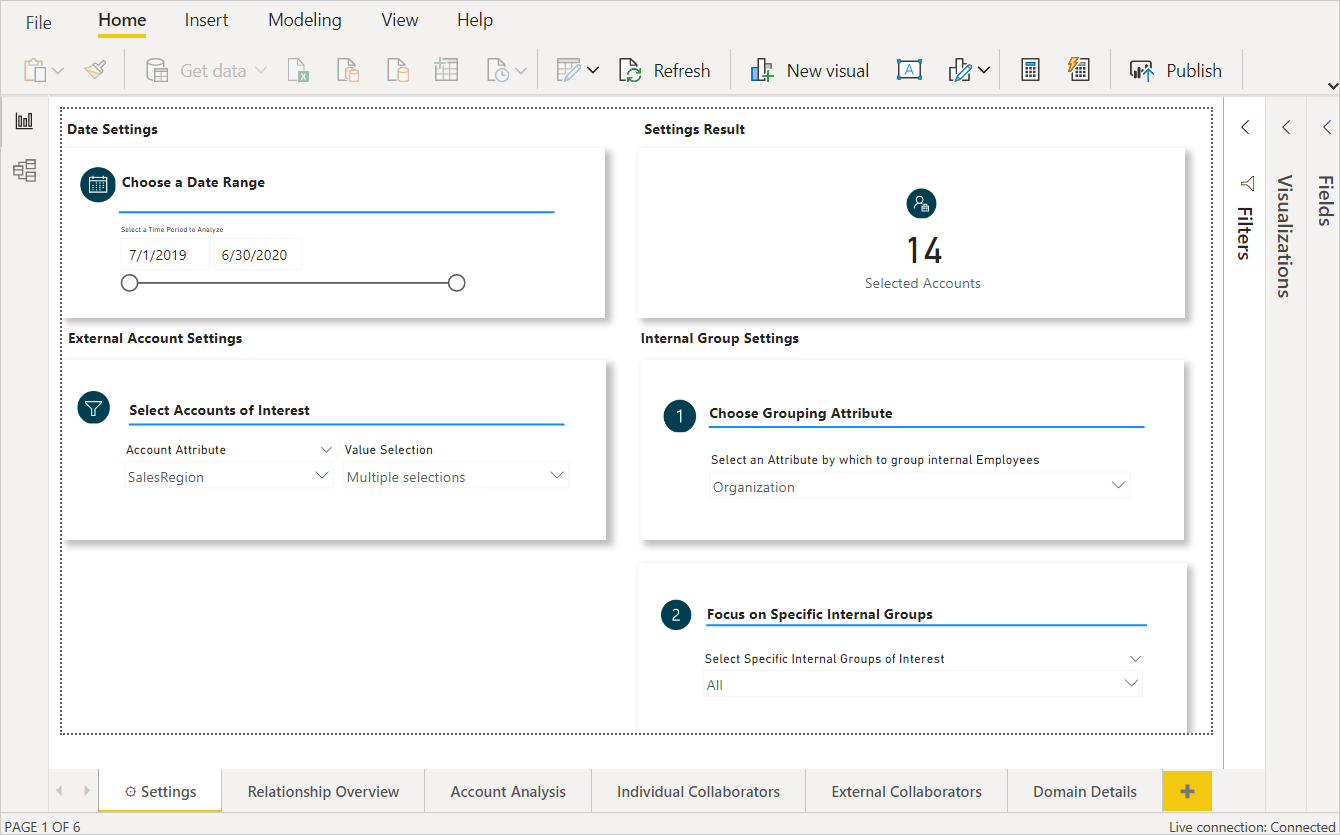 File Home Insert Modeling View Help
Get data Refresh New visual A Publish
Date Settings
Choose a Date Range
Select a Time Period to Analyze
7/1/2019 6/30/2020
Settings Result
14
Selected Accounts
External Account Settings
Select Accounts of Interest
Account Attribute Value Selection
SalesRegion Multiple selections
Internal Group Settings
1 Choose Grouping Attribute
Select an Attribute by which to group internal Employees
Organization
2 Focus on Specific Internal Groups
Select Specific Internal Groups of Interest
All
Filters
Visualizations
Fields
Settings Relationship Overview Account Analysis Individual Collaborators External Collaborators Domain Details +
PAGE 1 OF 6 Live connection: Connected